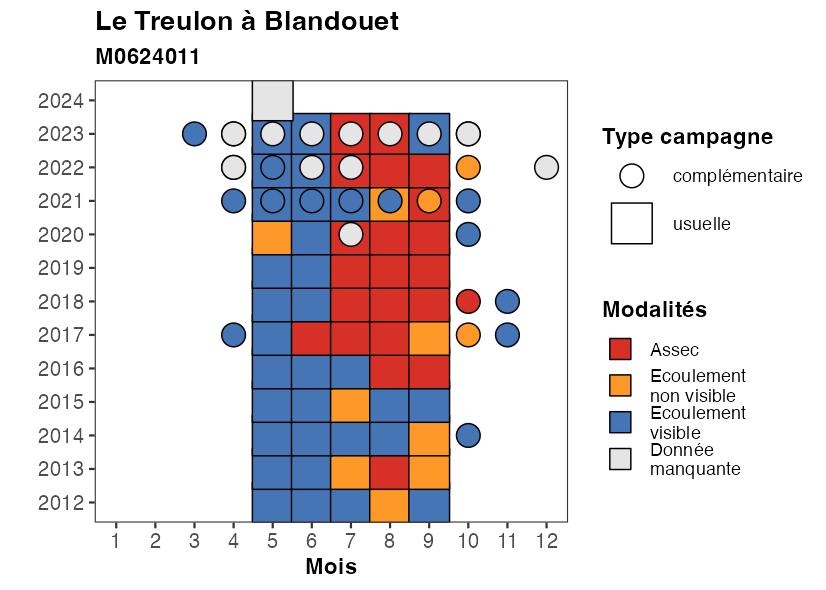 Le Treulon à Blandouet
M0624011
2024
2023
2022
2021
2020
2019
2018
2017
2016
2015
2014
2013
2012
1 2 3 4 5 6 7 8 9 10 11 12
Mois
Type campagne
complémentaire
usuelle
Modalités
Assec
Ecoulement
non visible
Ecoulement
visible
Donnée
manquante